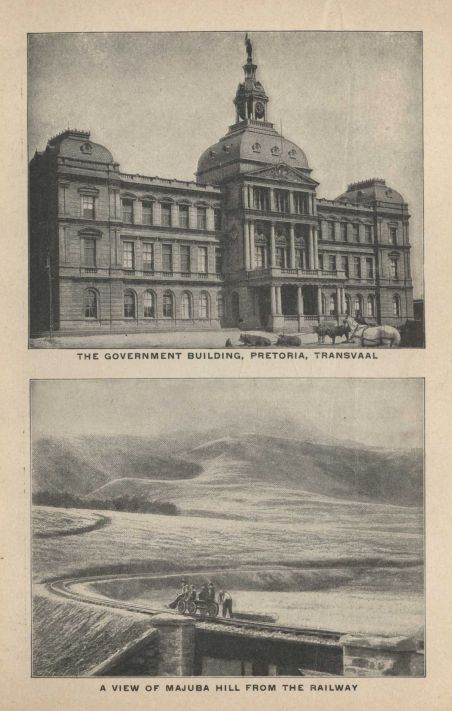 THE GOVERNMENT BUILDING, PRETORIA, TRANSVAAL
A VIEW OF MAJUBA HILL FROM THE RAILWAY